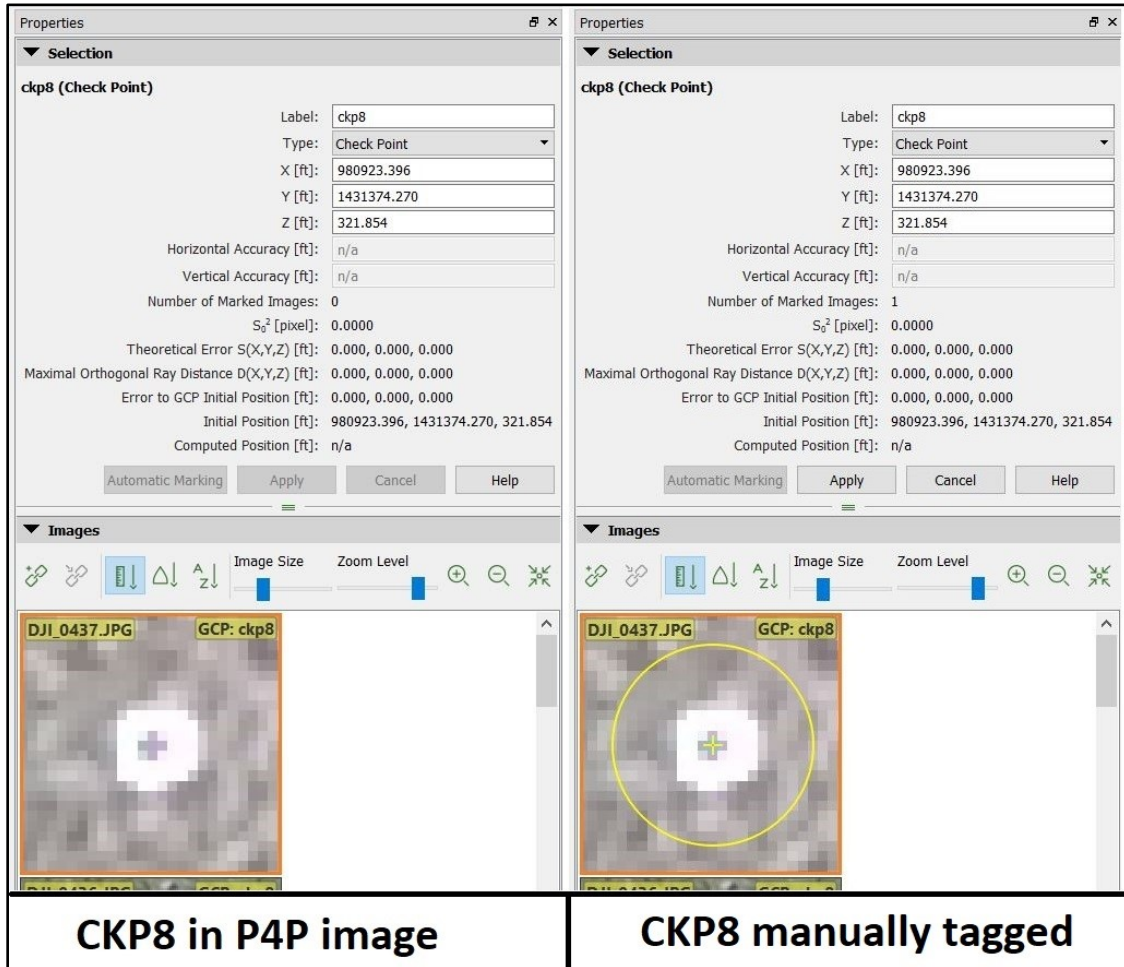 Properties
Selection
ckp8 (Check Point)
Label: ckp8
Type: Check Point
X [ft]: 980923.396
Y [ft]: 1431374.270
Z [ft]: 321.854
Horizontal Accuracy [ft]: n/a
Vertical Accuracy [ft]: n/a
Number of Marked Images: 0
S₀² [pixel]: 0.0000
Theoretical Error S(X,Y,Z) [ft]: 0.000, 0.000, 0.000
Maximal Orthogonal Ray Distance D(X,Y,Z) [ft]: 0.000, 0.000, 0.000
Error to GCP Initial Position [ft]: 0.000, 0.000, 0.000
Initial Position [ft]: 980923.396, 1431374.270, 321.854
Computed Position [ft]: n/a
Automatic Marking Apply Cancel Help
Images
Image Size Zoom Level
DJI_0437.JPG GCP: ckp8
DJI_0436.JPG GCP: ckp8
CKP8 in P4P image
Properties
Selection
ckp8 (Check Point)
Label: ckp8
Type: Check Point
X [ft]: 980923.396
Y [ft]: 1431374.270
Z [ft]: 321.854
Horizontal Accuracy [ft]: n/a
Vertical Accuracy [ft]: n/a
Number of Marked Images: 1
S₀² [pixel]: 0.0000
Theoretical Error S(X,Y,Z) [ft]: 0.000, 0.000, 0.000
Maximal Orthogonal Ray Distance D(X,Y,Z) [ft]: 0.000, 0.000, 0.000
Error to GCP Initial Position [ft]: 0.000, 0.000, 0.000
Initial Position [ft]: 980923.396, 1431374.270, 321.854
Computed Position [ft]: n/a
Automatic Marking Apply Cancel Help
Images
Image Size Zoom Level
DJI_0437.JPG GCP: ckp8
DJI_0436.JPG GCP: ckp8
CKP8 manually tagged